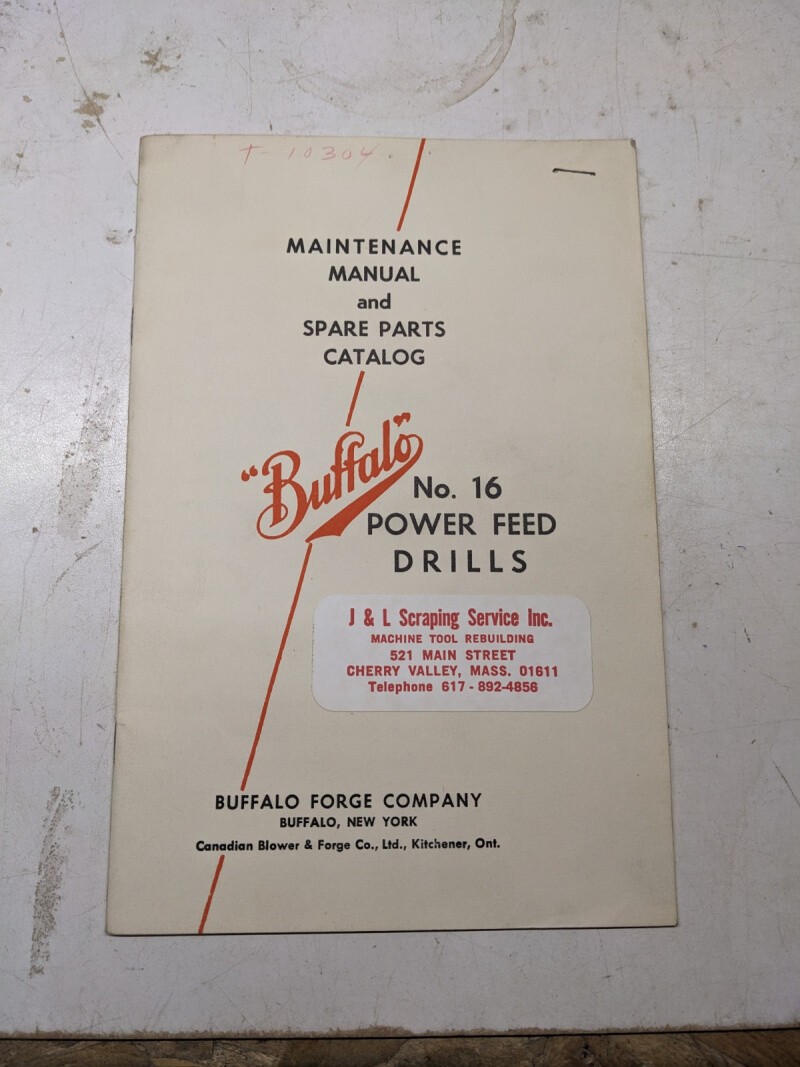 T-10304.
MAINTENANCE
MANUAL
and
SPARE PARTS
CATALOG
"Buffalo"
No. 16
POWER FEED
DRILLS
J & L Scraping Service Inc.
MACHINE TOOL REBUILDING
521 MAIN STREET
CHERRY VALLEY, MASS. 01611
Telephone 617-892-4856
BUFFALO FORGE COMPANY
BUFFALO, NEW YORK
Canadian Blower & Forge Co., Ltd., Kitchener, Ont.